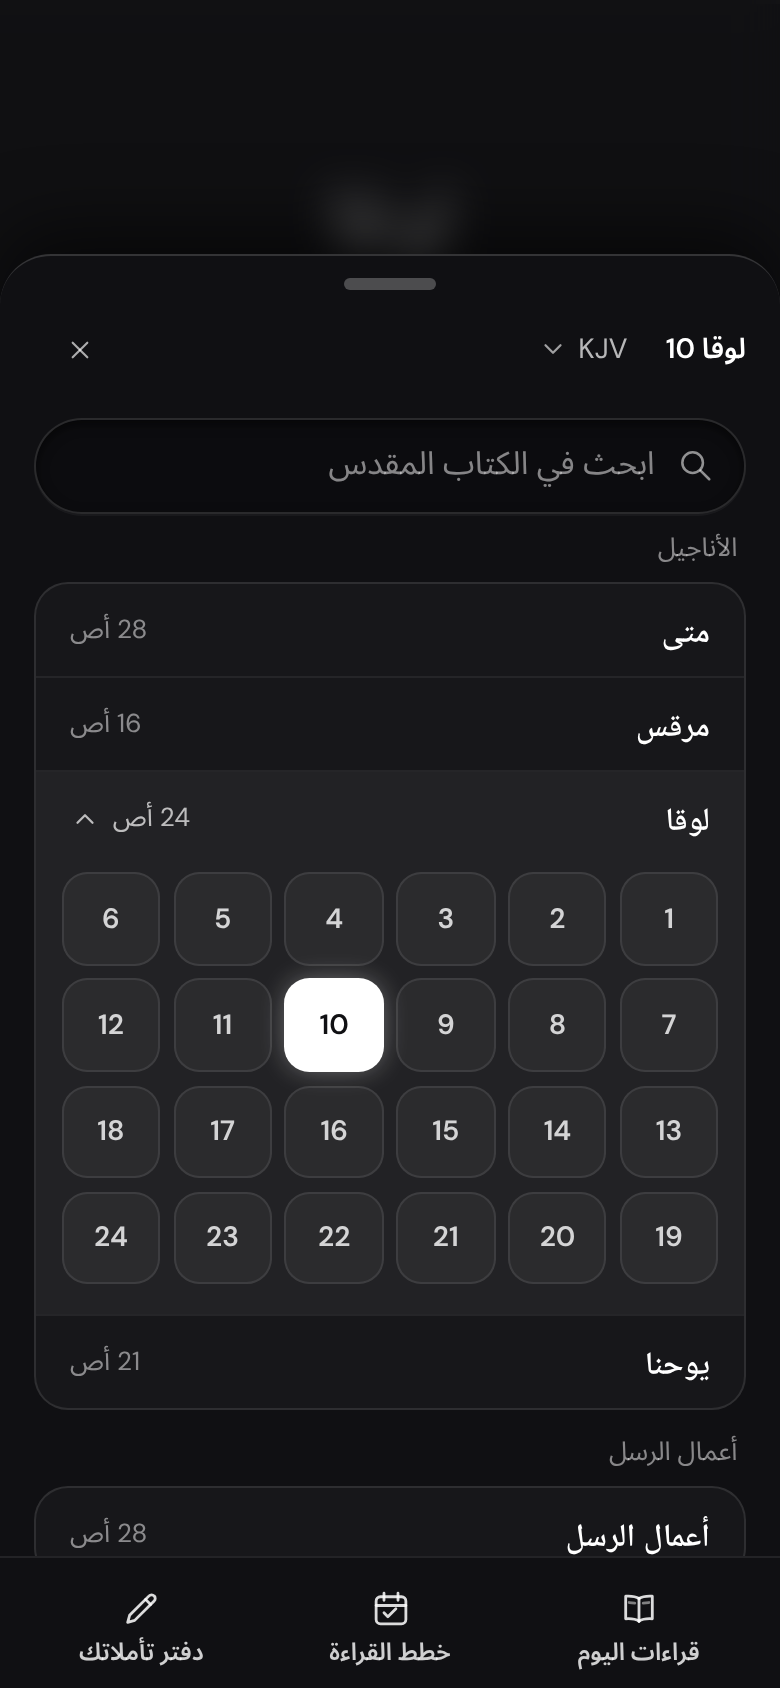 لوقا 10 KJV
ابحث في الكتاب المقدس
الأناجيل
متى 28 أص
مرقس 16 أص
لوقا 24 أص
1 2 3 4 5 6
7 8 9 10 11 12
13 14 15 16 17 18
19 20 21 22 23 24
يوحنا 21 أص
أعمال الرسل
أعمال الرسل 28 أص
قراءات اليوم خطط القراءة دفتر تأملاتك